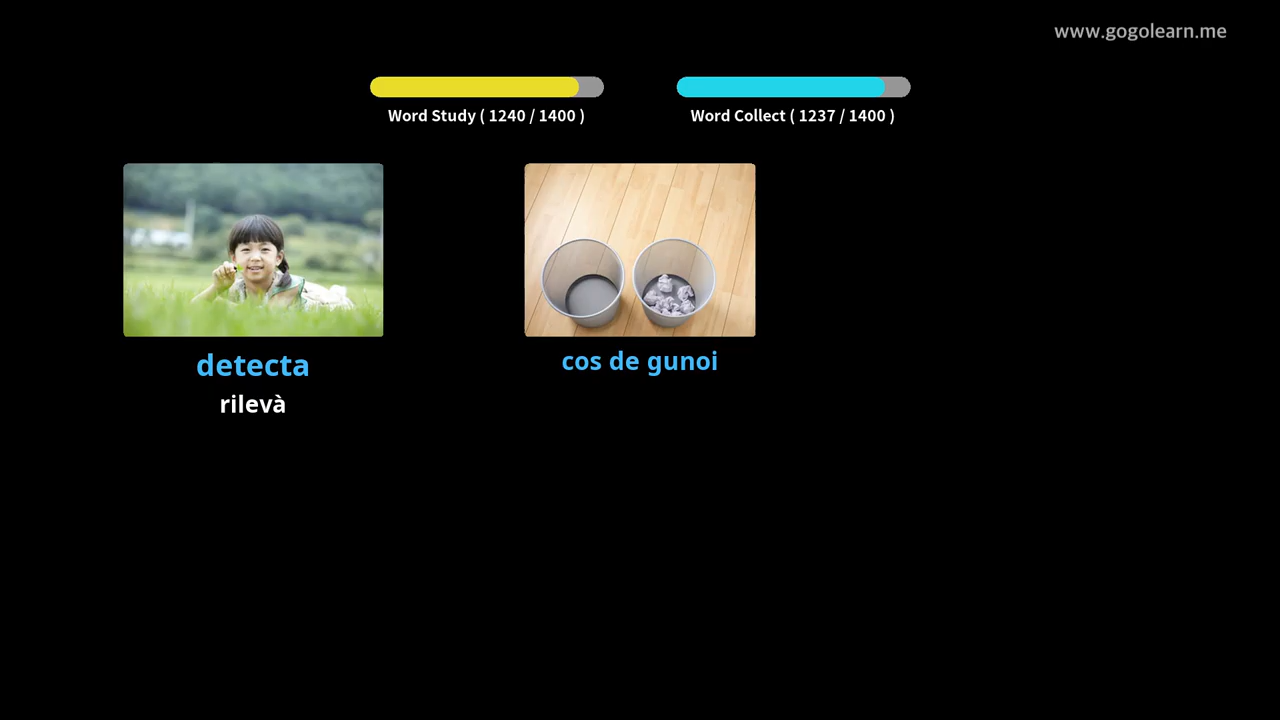 www.gogolearn.me
Word Study ( 1240 / 1400 )
Word Collect ( 1237 / 1400 )
detecta
rilevà
cos de gunoi